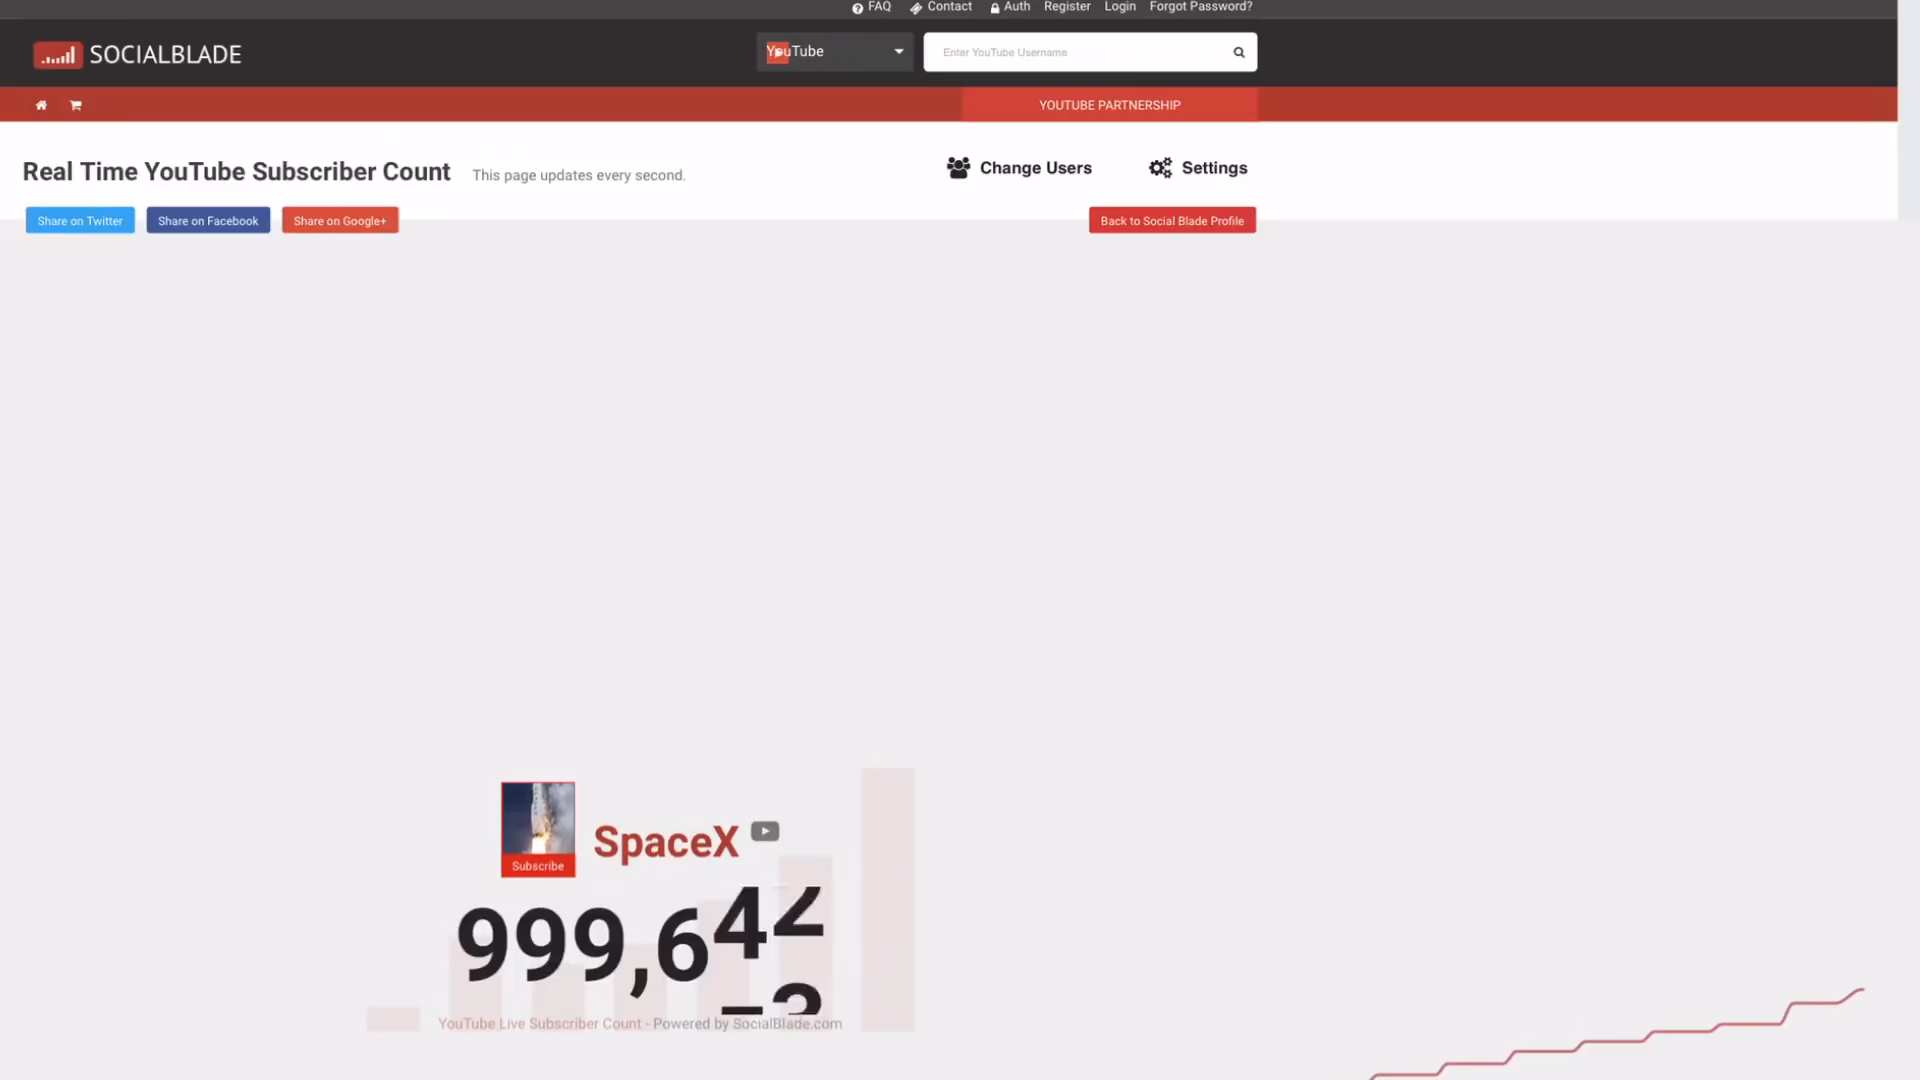 FAQ Contact Auth Register Login Forgot Password?
SOCIALBLADE
YouTube
Enter YouTube Username
YOUTUBE PARTNERSHIP
Real Time YouTube Subscriber Count
This page updates every second.
Change Users
Settings
Share on Twitter
Share on Facebook
Share on Google+
Back to Social Blade Profile
SpaceX
Subscribe
999,642
YouTube Live Subscriber Count - Powered by SocialBlade.com